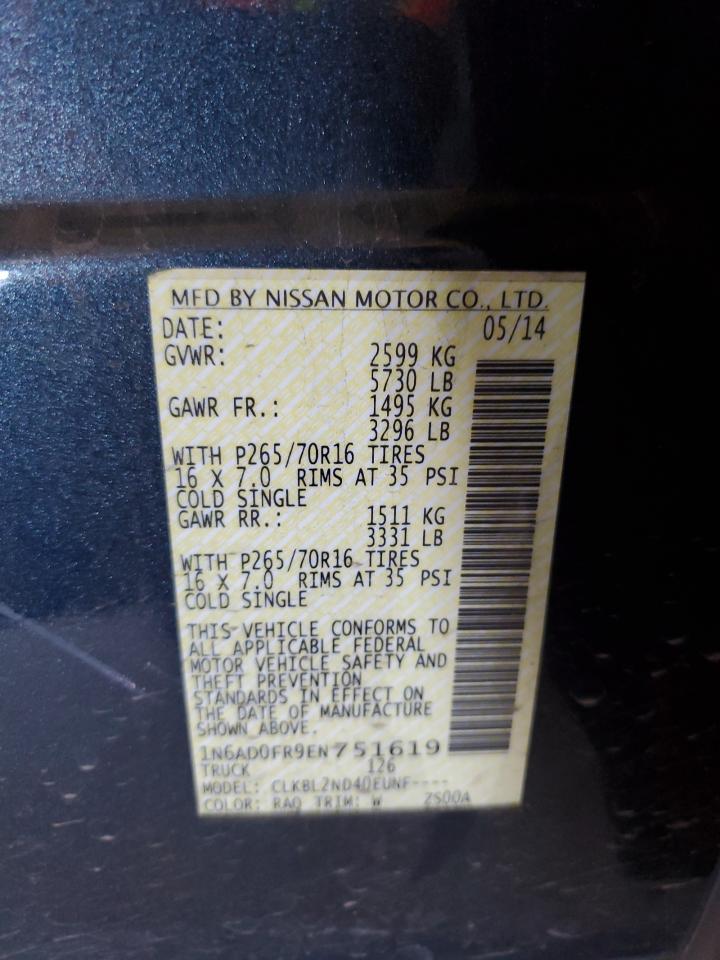 MFD BY NISSAN MOTOR CO., LTD.
DATE: 05/14
GVWR: 2599 KG
5730 LB
GAWR FR.: 1495 KG
3296 LB
WITH P265/70R16 TIRES
16 X 7.0 RIMS AT 35 PSI
COLD SINGLE
GAWR RR.: 1511 KG
3331 LB
WITH P265/70R16 TIRES
16 X 7.0 RIMS AT 35 PSI
COLD SINGLE
THIS VEHICLE CONFORMS TO
ALL APPLICABLE FEDERAL
MOTOR VEHICLE SAFETY AND
THEFT PREVENTION
STANDARDS IN EFFECT ON
THE DATE OF MANUFACTURE
SHOWN ABOVE.
1N6AD0FR9EN751619
TRUCK 126
MODEL: CLKBL2ND4DEUNF----
COLOR: RAQ TRIM: W ZS00A